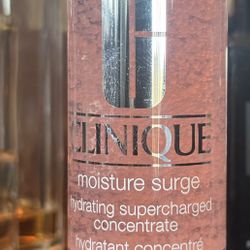 CLINIQUE
moisture surge
hydrating supercharged
concentrate
hydratant concentré